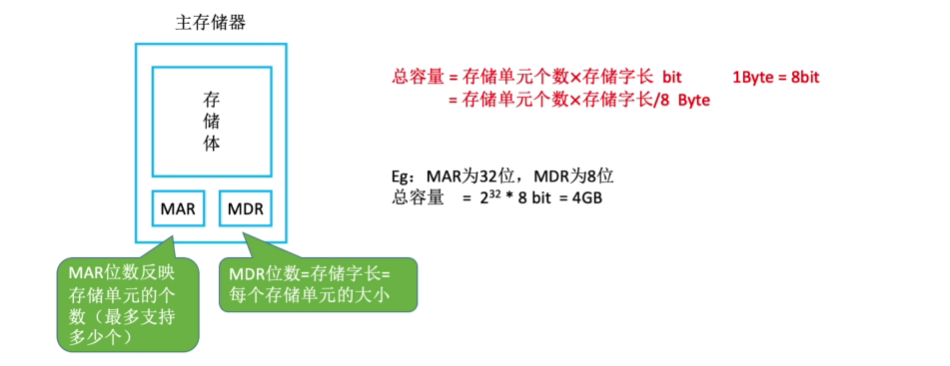 主存储器
存
储
体
MAR
MDR
MAR位数反映
存储单元的个
数（最多支持
多少个）
MDR位数=存储字长=
每个存储单元的大小
总容量 = 存储单元个数×存储字长 bit 1Byte = 8bit
= 存储单元个数×存储字长/8 Byte
Eg：MAR为32位，MDR为8位
总容量 = 2³² * 8 bit = 4GB